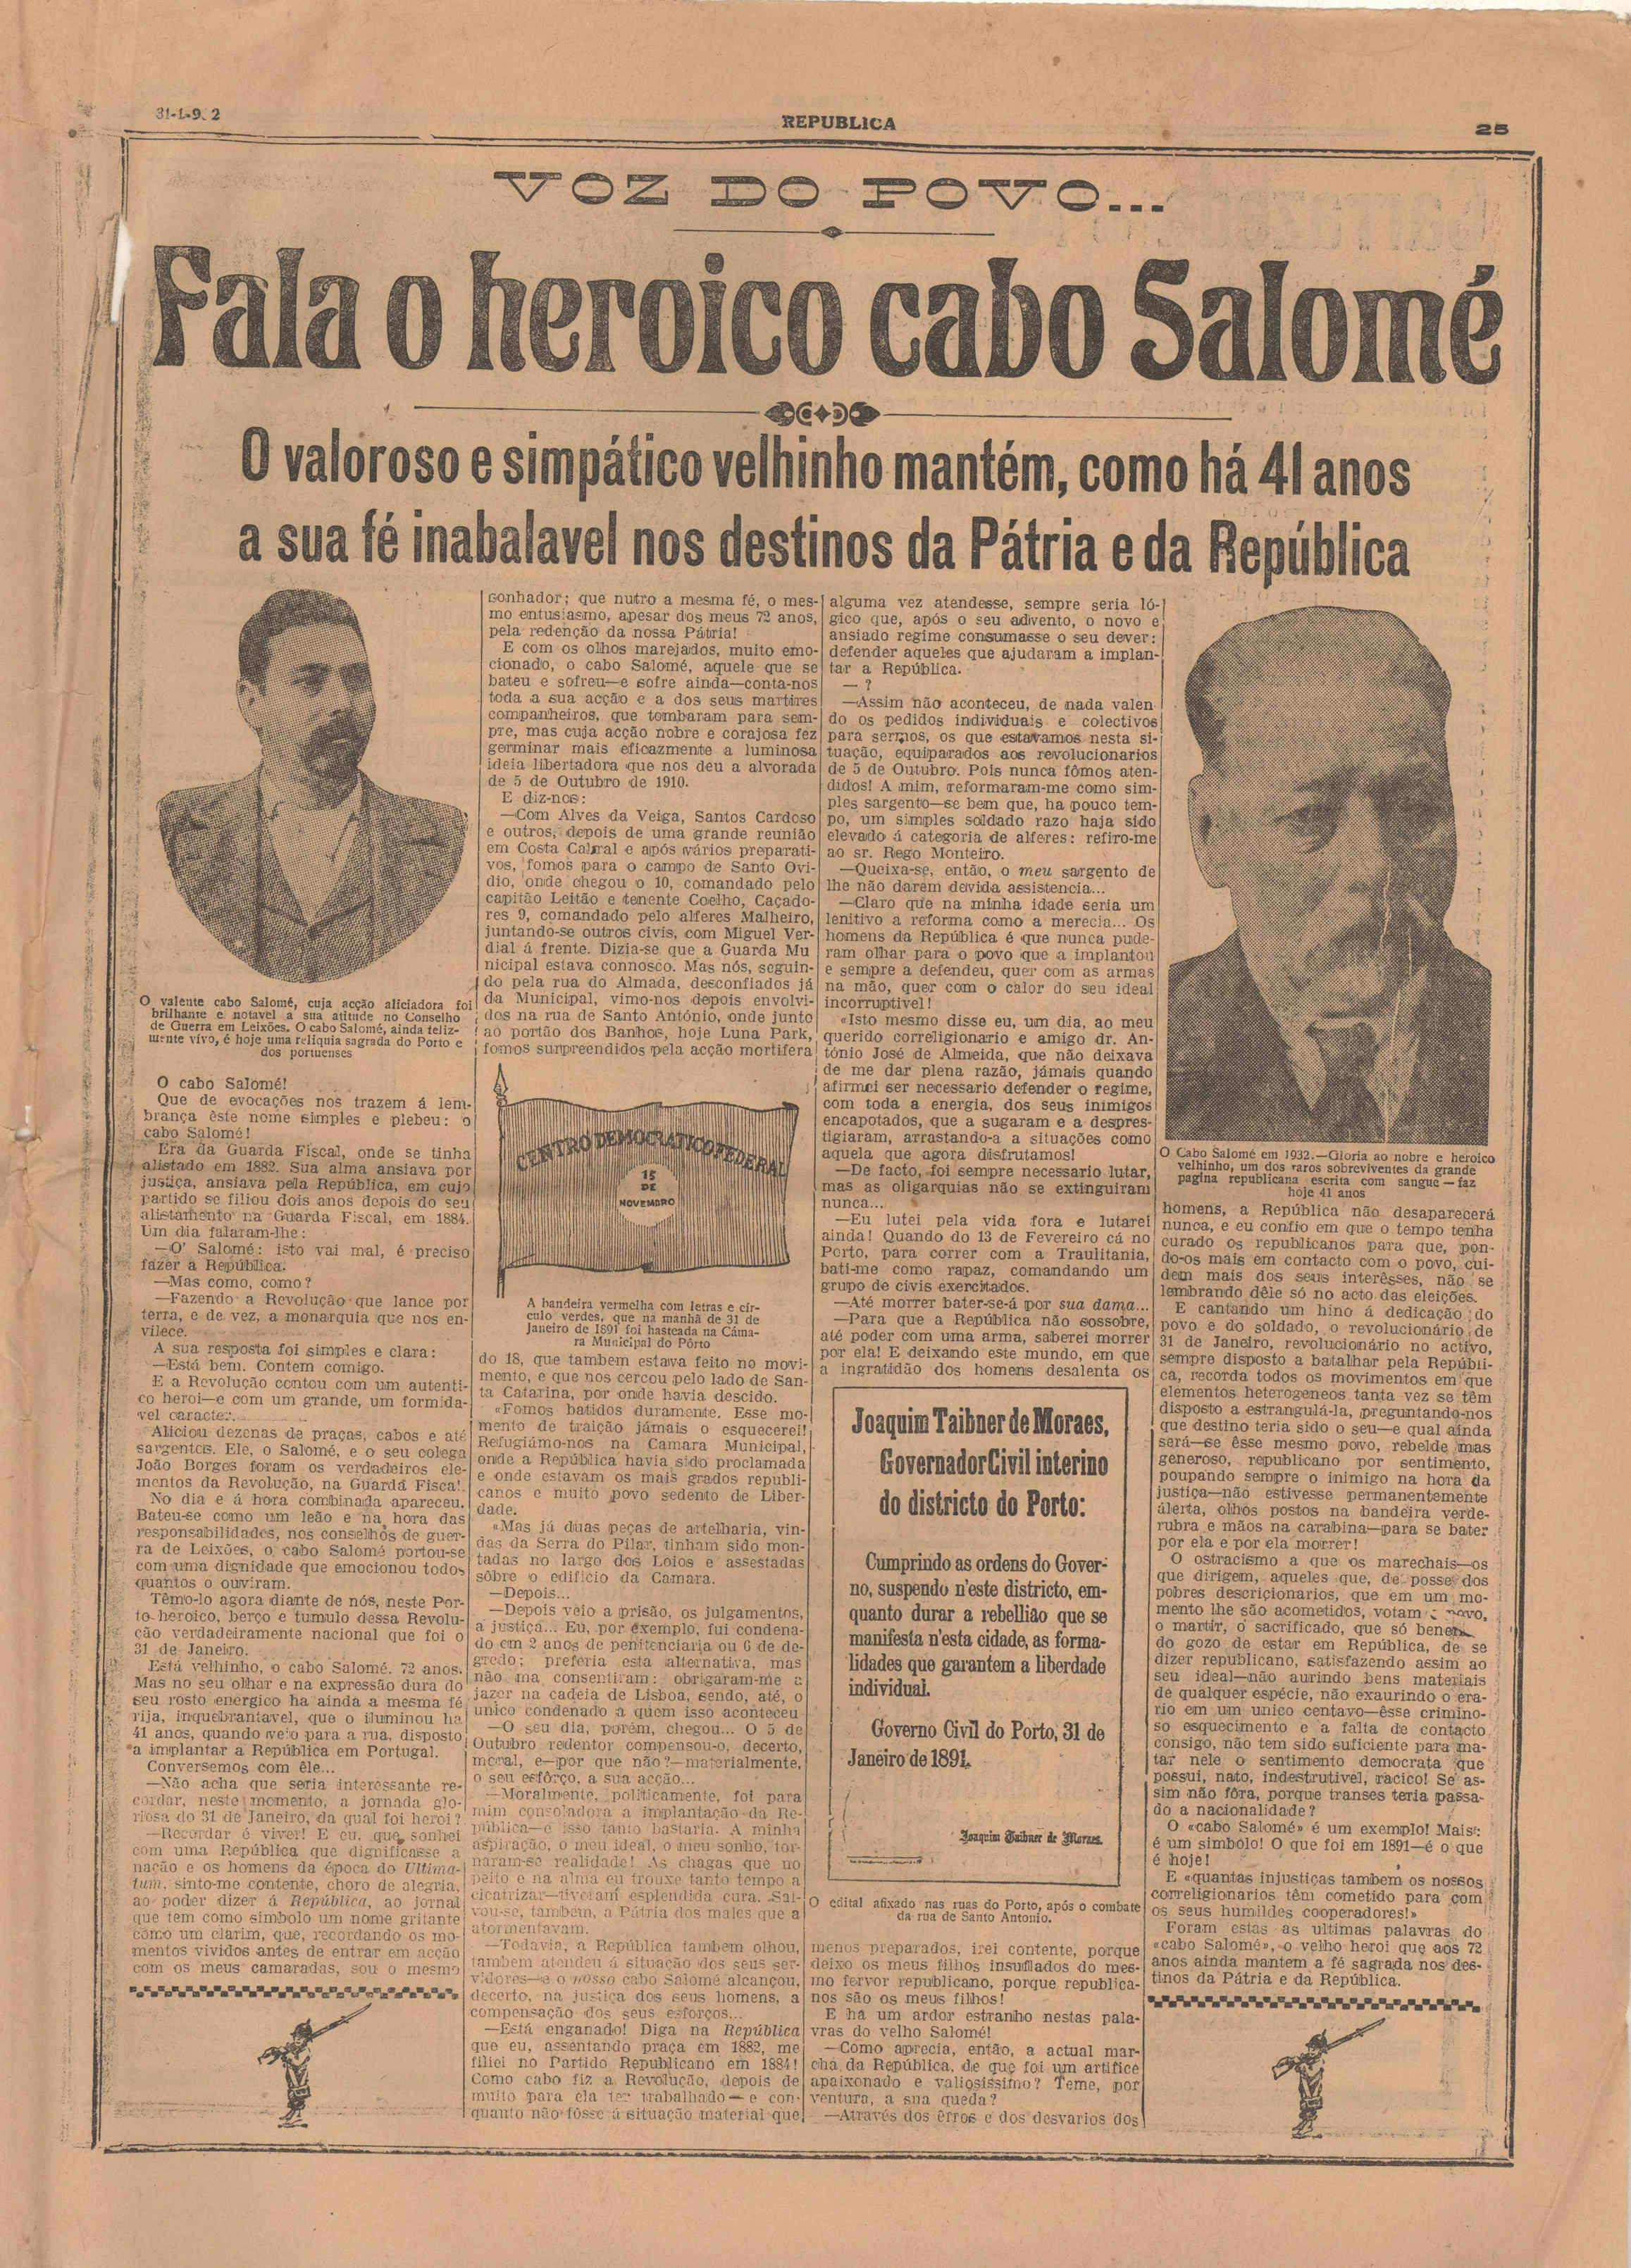 31-1-9. 2
REPUBLICA
25
VOZ DO POVO...
Fala o heroico cabo Salomé
O valoroso e simpático velhinho mantém, como há 41 anos
a sua fé inabalavel nos destinos da Pátria e da República
O valente cabo Salomé, cuja acção aliciadora foi
brilhante e notavel a sua atitude no Conselho
de Guerra em Leixões. O cabo Salomé, ainda feliz-
mente vivo, é hoje uma relíquia sagrada do Porto e
dos portuenses
O cabo Salomé!
Que de evocações nos trazem á lem-
brança êste nome simples e plebeu: o
cabo Salomé!
Era da Guarda Fiscal, onde se tinha
alistado em 1882. Sua alma ansiava por
justiça, ansiava pela República, em cujo
partido se filiou dois anos depois do seu
alistamento na Guarda Fiscal, em 1884.
Um dia falaram-lhe:
—O' Salomé: isto vai mal, é preciso
fazer a República.
—Mas como, como?
—Fazendo a Revolução que lance por
terra, e de vez, a monarquia que nos en-
vilece.
A sua resposta foi simples e clara:
—Está bem. Contem comigo.
E a Revolução contou com um autenti-
co heroi—e com um grande, um formida-
vel caracter.
Aliciou dezenas de praças, cabos e até
sargentos. Ele, o Salomé, e o seu colega
João Borges foram os verdadeiros ele-
mentos da Revolução, na Guarda Fiscal.
No dia e á hora combinada apareceu.
Bateu-se como um leão e na hora das
responsabilidades, nos conselhos de guer-
ra de Leixões, o cabo Salomé portou-se
com uma dignidade que emocionou todos
quantos o ouviram.
Têmo-lo agora diante de nós, neste Por-
to heroico, berço e tumulo dessa Revolu-
ção verdadeiramente nacional que foi o
31 de Janeiro.
Está velhinho, o cabo Salomé. 72 anos.
Mas no seu olhar e na expressão dura do
seu rosto energico ha ainda a mesma fé
rija, inquebrantavel, que o iluminou ha
41 anos, quando veio para a rua, disposto
a implantar a República em Portugal.
Conversemos com êle...
—Não acha que seria interessante re-
cordar, neste momento, a jornada glo-
riosa do 31 de Janeiro, da qual foi heroi?
—Recordar é viver! E eu, que sonhei
com uma República que dignificasse a
nação e os homens da época do Ultima-
tum, sinto-me contente, choro de alegria,
ao poder dizer á República, ao jornal
que tem como simbolo um nome gritante
como um clarim, que, recordando os mo-
mentos vividos antes de entrar em acção
com os meus camaradas, sou o mesmo
sonhador; que nutro a mesma fé, o mes-
mo entusiasmo, apesar dos meus 72 anos,
pela redenção da nossa Pátria!
E com os olhos marejados, muito emo-
cionado, o cabo Salomé, aquele que se
bateu e sofreu—e sofre ainda—conta-nos
toda a sua acção e a dos seus martires
companheiros, que tombaram para sem-
pre, mas cuja acção nobre e corajosa fez
germinar mais eficazmente a luminosa
ideia libertadora que nos deu a alvorada
de 5 de Outubro de 1910.
E diz-nos:
—Com Alves da Veiga, Santos Cardoso
e outros, depois de uma grande reunião
em Costa Cabral e após vários preparati-
vos, fomos para o campo de Santo Ovi-
dio, onde chegou o 10, comandado pelo
capitão Leitão e tenente Coelho, Caçado-
res 9, comandado pelo alferes Malheiro,
juntando-se outros civis, com Miguel Ver-
dial á frente. Dizia-se que a Guarda Mu
nicipal estava connosco. Mas nós, seguin-
do pela rua do Almada, desconfiados já
da Municipal, vimo-nos depois envolvi-
dos na rua de Santo António, onde junto
ao portão dos Banhos, hoje Luna Park,
fomos surpreendidos pela acção mortifera
CENTRO DEMOCRATICO FEDERAL
15
DE
NOVEMBRO
A bandeira vermelha com letras e cír-
culo verdes, que na manhã de 31 de
Janeiro de 1891 foi hasteada na Câma-
ra Municipal do Pôrto
do 18, que tambem estava feito no movi-
mento, e que nos cercou pelo lado de San-
ta Catarina, por onde havia descido.
«Fomos batidos duramente. Esse mo-
mento de traição jámais o esquecerei!
Refugiámo-nos na Camara Municipal,
onde a República havia sido proclamada
e onde estavam os mais grados republi-
canos e muito povo sedento de Liber-
dade.
«Mas já duas peças de artelharia, vin-
das da Serra do Pilar, tinham sido mon-
tadas no largo dos Loios e assestadas
sôbre o edificio da Camara.
—Depois...
—Depois veio a prisão, os julgamentos,
a justiça... Eu, por exemplo, fui condena-
do em 2 anos de penitenciaria ou 6 de de-
gredo; preferia esta alternativa, mas
não ma consentiram: obrigaram-me a
jazer na cadeia de Lisboa, sendo, até, o
unico condenado a quem isso aconteceu
—O seu dia, porém, chegou... O 5 de
Outubro redentor compensou-o, decerto,
moral, e—por que não?—materialmente,
o seu esfôrço, a sua acção...
—Moralmente, politicamente, foi para
mim consoladora a implantação da Re-
pública—e isso tanto bastaria. A minha
aspiração, o meu ideal, o meu sonho, tor-
naram-se realidade! As chagas que no
peito e na alma eu trouxe tanto tempo a
cicatrizar—tiveram esplendida cura. Sal-
vou-se, tambem, a Pátria dos males que a
atormentavam.
—Todavia, a República tambem olhou,
tambem atendeu á situação dos seus ser-
vidores—e o nosso cabo Salomé alcançou,
decerto, na justiça dos seus homens, a
compensação dos seus esforços...
—Está enganado! Diga na República
que eu, assentando praça em 1882, me
filiei no Partido Republicano em 1884!
Como cabo fiz a Revolução, depois de
muito para ela ter trabalhado—e con-
quanto não fôsse á situação material que
alguma vez atendesse, sempre seria ló-
gico que, após o seu adivento, o novo e
ansiado regime consumasse o seu dever:
defender aqueles que ajudaram a implan-
tar a República.
— ?
—Assim não aconteceu, de nada valen
do os pedidos individuais e colectivos
para sermos, os que estavamos nesta si-
tuação, equiparados aos revolucionarios
de 5 de Outubro. Pois nunca fômos aten-
didos! A mim, reformaram-me como sim-
ples sargento—se bem que, ha pouco tem-
po, um simples soldado razo haja sido
elevado á categoria de alferes: refiro-me
ao sr. Rego Monteiro.
—Queixa-se, então, o meu sargento de
lhe não darem devida assistencia...
—Claro que na minha idade seria um
lenitivo a reforma como a merecia... Os
homens da República é que nunca pude-
ram olhar para o povo que a implantou
e sempre a defendeu, quer com as armas
na mão, quer com o calor do seu ideal
incorruptivel!
«Isto mesmo disse eu, um dia, ao meu
querido correligionario e amigo dr. An-
tónio José de Almeida, que não deixava
de me dar plena razão, jámais quando
afirmei ser necessario defender o regime,
com toda a energia, dos seus inimigos
encapotados, que a sugaram e a despres-
tigiaram, arrastando-a a situações como
aquela que agora disfrutamos!
—De facto, foi sempre necessario lutar,
mas as oligarquias não se extinguiram
nunca...
—Eu lutei pela vida fora e lutarei
ainda! Quando do 13 de Fevereiro cá no
Porto, para correr com a Traulitania,
bati-me como rapaz, comandando um
grupo de civis exercitados.
—Até morrer bater-se-á por sua dama...
—Para que a República não sossobre,
até poder com uma arma, saberei morrer
por ela! E deixando este mundo, em que
a ingratidão dos homens desalenta os
Joaquim Taibner de Moraes,
Governador Civil interino
do districto do Porto:
Cumprindo as ordens do Gover-
no, suspendo n'este districto, em-
quanto durar a rebellião que se
manifesta n'esta cidade, as forma-
lidades que garantem a liberdade
individual.
Governo Civil do Porto, 31 de
Janeiro de 1891.
Joaquim Taibner de Moraes.
O edital afixado nas ruas do Porto, após o combate
da rua de Santo Antonio.
menos preparados, irei contente, porque
deixo os meus filhos insuflados do mes-
mo fervor republicano, porque republica-
nos são os meus filhos!
E há um ardor estranho nestas pala-
vras do velho Salomé!
—Como aprecia, então, a actual mar-
cha da República, de que foi um artifice
apaixonado e valiosissimo? Teme, por
ventura, a sua queda?
—Através dos êrros e dos desvarios dos
O Cabo Salomé em 1932.—Gloria ao nobre e heroico
velhinho, um dos raros sobreviventes da grande
pagina republicana escrita com sangue—faz
hoje 41 anos
homens, a República não desaparecerá
nunca, e eu confio em que o tempo tenha
curado os republicanos para que, pon-
do-os mais em contacto com o povo, cui-
dem mais dos seus interêsses, não se
lembrando dêle só no acto das eleições.
E cantando um hino á dedicação do
povo e do soldado, o revolucionário de
31 de Janeiro, revolucionário no activo,
sempre disposto a batalhar pela Repúbli-
ca, recorda todos os movimentos em que
elementos heterogeneos tanta vez se têm
disposto a estrangulá-la, preguntando-nos
que destino teria sido o seu—e qual ainda
será—se êsse mesmo povo, rebelde mas
generoso, republicano por sentimento,
poupando sempre o inimigo na hora da
justiça—não estivesse permanentemente
álerta, olhos postos na bandeira verde-
rubra e mãos na carabina—para se bater
por ela e por ela morrer!
O ostracismo a que os marechais—os
que dirigem, aqueles que, de posse dos
pobres descricionarios, que em um mo-
mento lhe são acometidos, votam povo,
o martir, o sacrificado, que só
do gozo de estar em República, de se
dizer republicano, satisfazendo assim ao
seu ideal—não aurindo bens materiais
de qualquer espécie, não exaurindo o era-
rio em um unico centavo—êsse crimino-
so esquecimento e a falta de contacto
consigo, não tem sido suficiente para ma-
tar nele o sentimento democrata que
possui, nato, indestrutivel, racico! Se as-
sim não fôra, porque transes teria passa-
do a nacionalidade?
O «cabo Salomé» é um exemplo! Mais:
é um simbolo! O que foi em 1891—é o que
é hoje!
E «quantas injustiças tambem os nossos
correligionarios têm cometido para com
os seus humildes cooperadores!»
Foram estas as ultimas palavras do
«cabo Salomé», o velho heroi que aos 72
anos ainda mantem a fé sagrada nos des-
tinos da Pátria e da República.